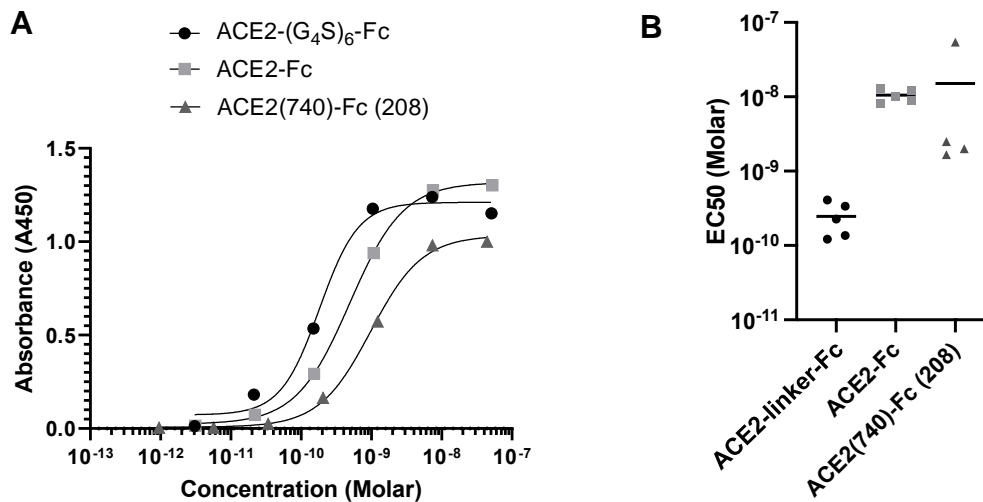 A
ACE2-(G₄S)₆-Fc
ACE2-Fc
ACE2(740)-Fc (208)
Absorbance (A450)
1.5
1.0
0.5
0.0
10⁻¹³ 10⁻¹² 10⁻¹¹ 10⁻¹⁰ 10⁻⁹ 10⁻⁸ 10⁻⁷
Concentration (Molar)
B
EC50 (Molar)
10⁻⁷
10⁻⁸
10⁻⁹
10⁻¹⁰
10⁻¹¹
ACE2-linker-Fc
ACE2-Fc
ACE2(740)-Fc (208)